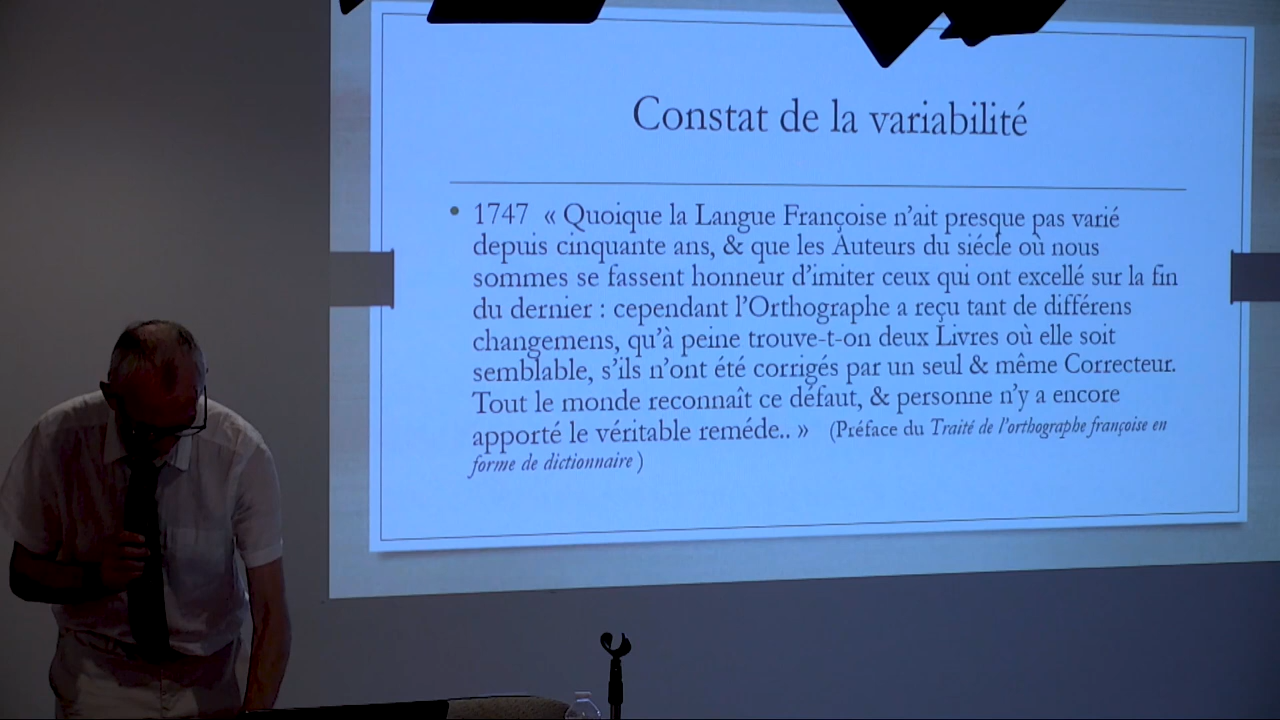 Constat de la variabilité
• 1747 « Quoique la Langue Françoise n'ait presque pas varié
depuis cinquante ans, & que les Auteurs du siécle où nous
sommes se fassent honneur d'imiter ceux qui ont excellé sur la fin
du dernier : cependant l'Orthographe a reçu tant de différens
changemens, qu'à peine trouve-t-on deux Livres où elle soit
semblable, s'ils n'ont été corrigés par un seul & même Correcteur.
Tout le monde reconnaît ce défaut, & personne n'y a encore
apporté le véritable reméde.. » (Préface du Traité de l'orthographe françoise en
forme de dictionnaire )